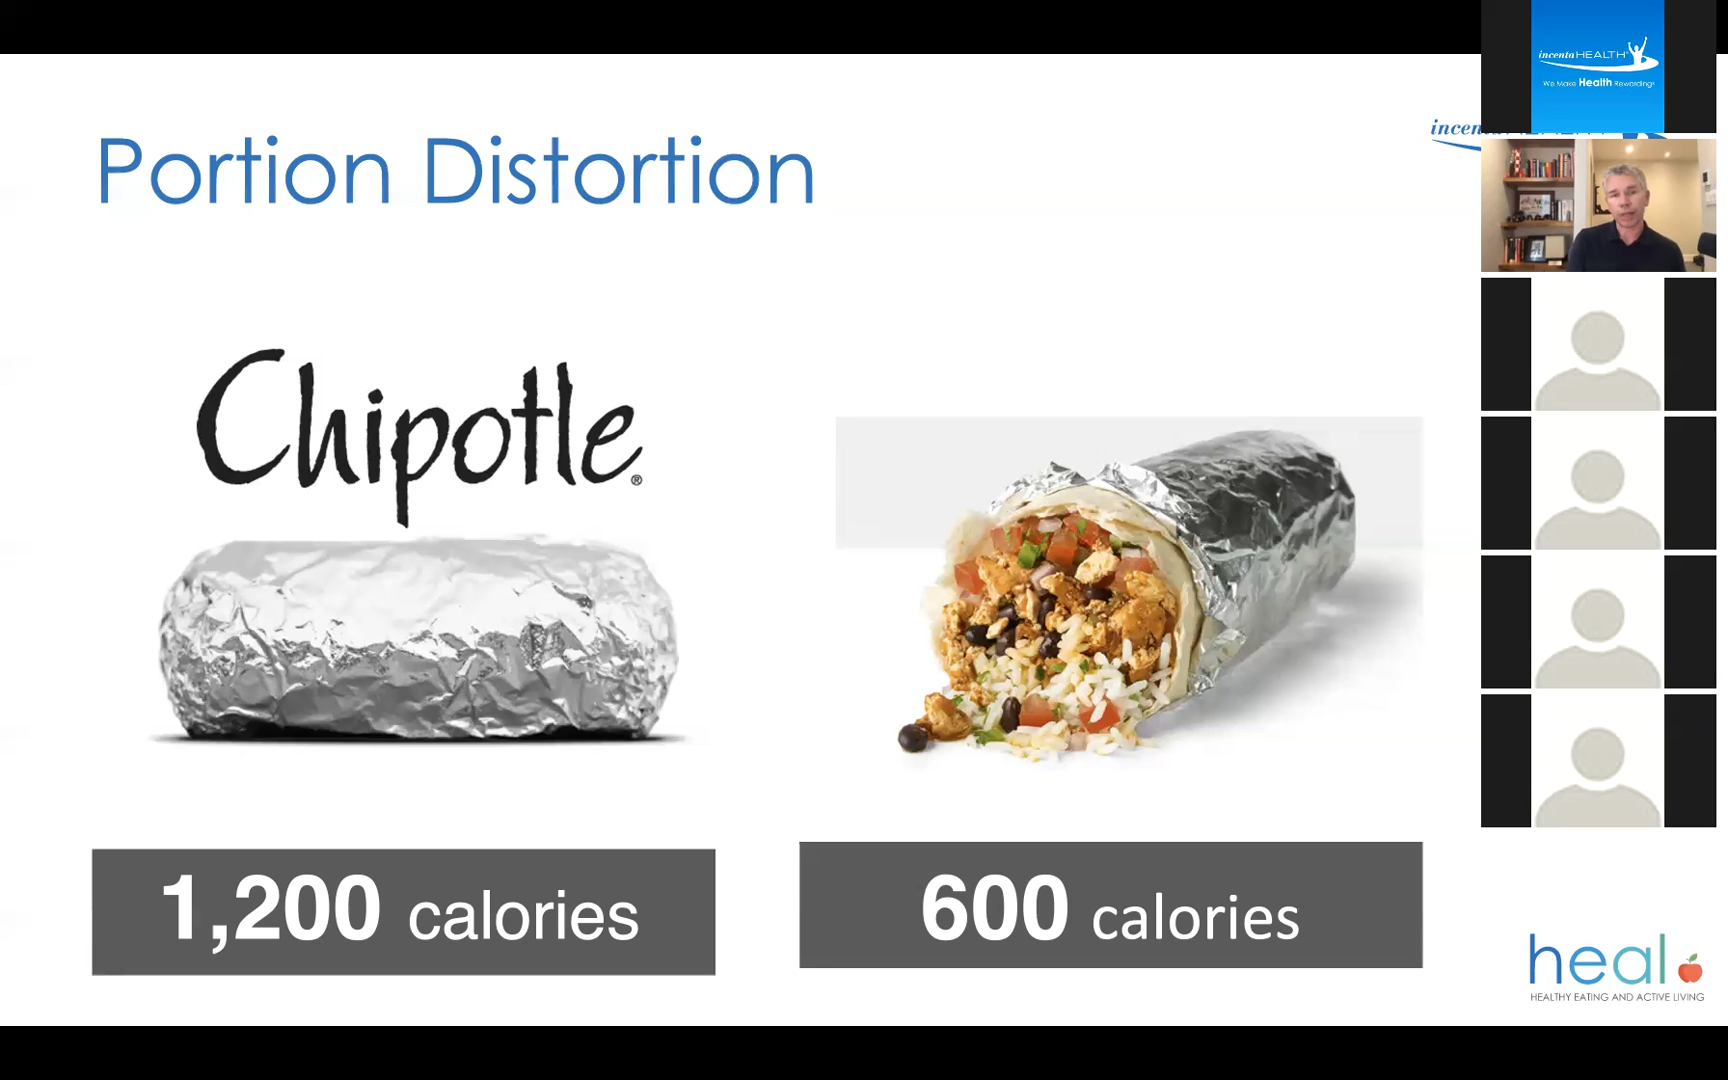 incentaHEALTH®
We Make Health Rewarding®
Portion Distortion
incen
Chipotle®
1,200 calories
600 calories
heal
HEALTHY EATING AND ACTIVE LIVING